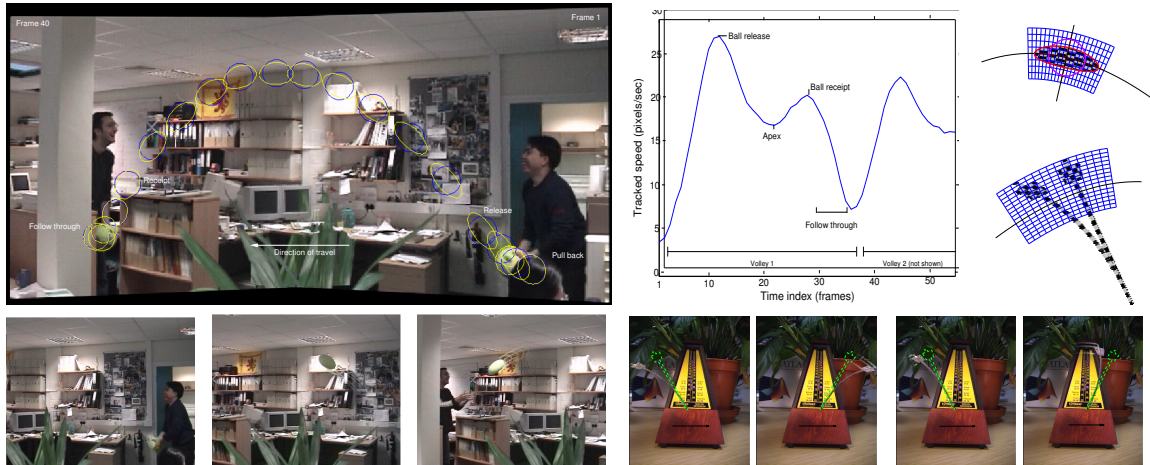 Frame 40
Frame 1
Receipt
Follow through
Release
Direction of travel
Pull back
30
25
20
15
10
5
0
Tracked speed (pixels/sec)
Ball release
Apex
Ball receipt
Follow through
Volley 1
Volley 2 (not shown)
1
10
20
30
40
50
Time index (frames)